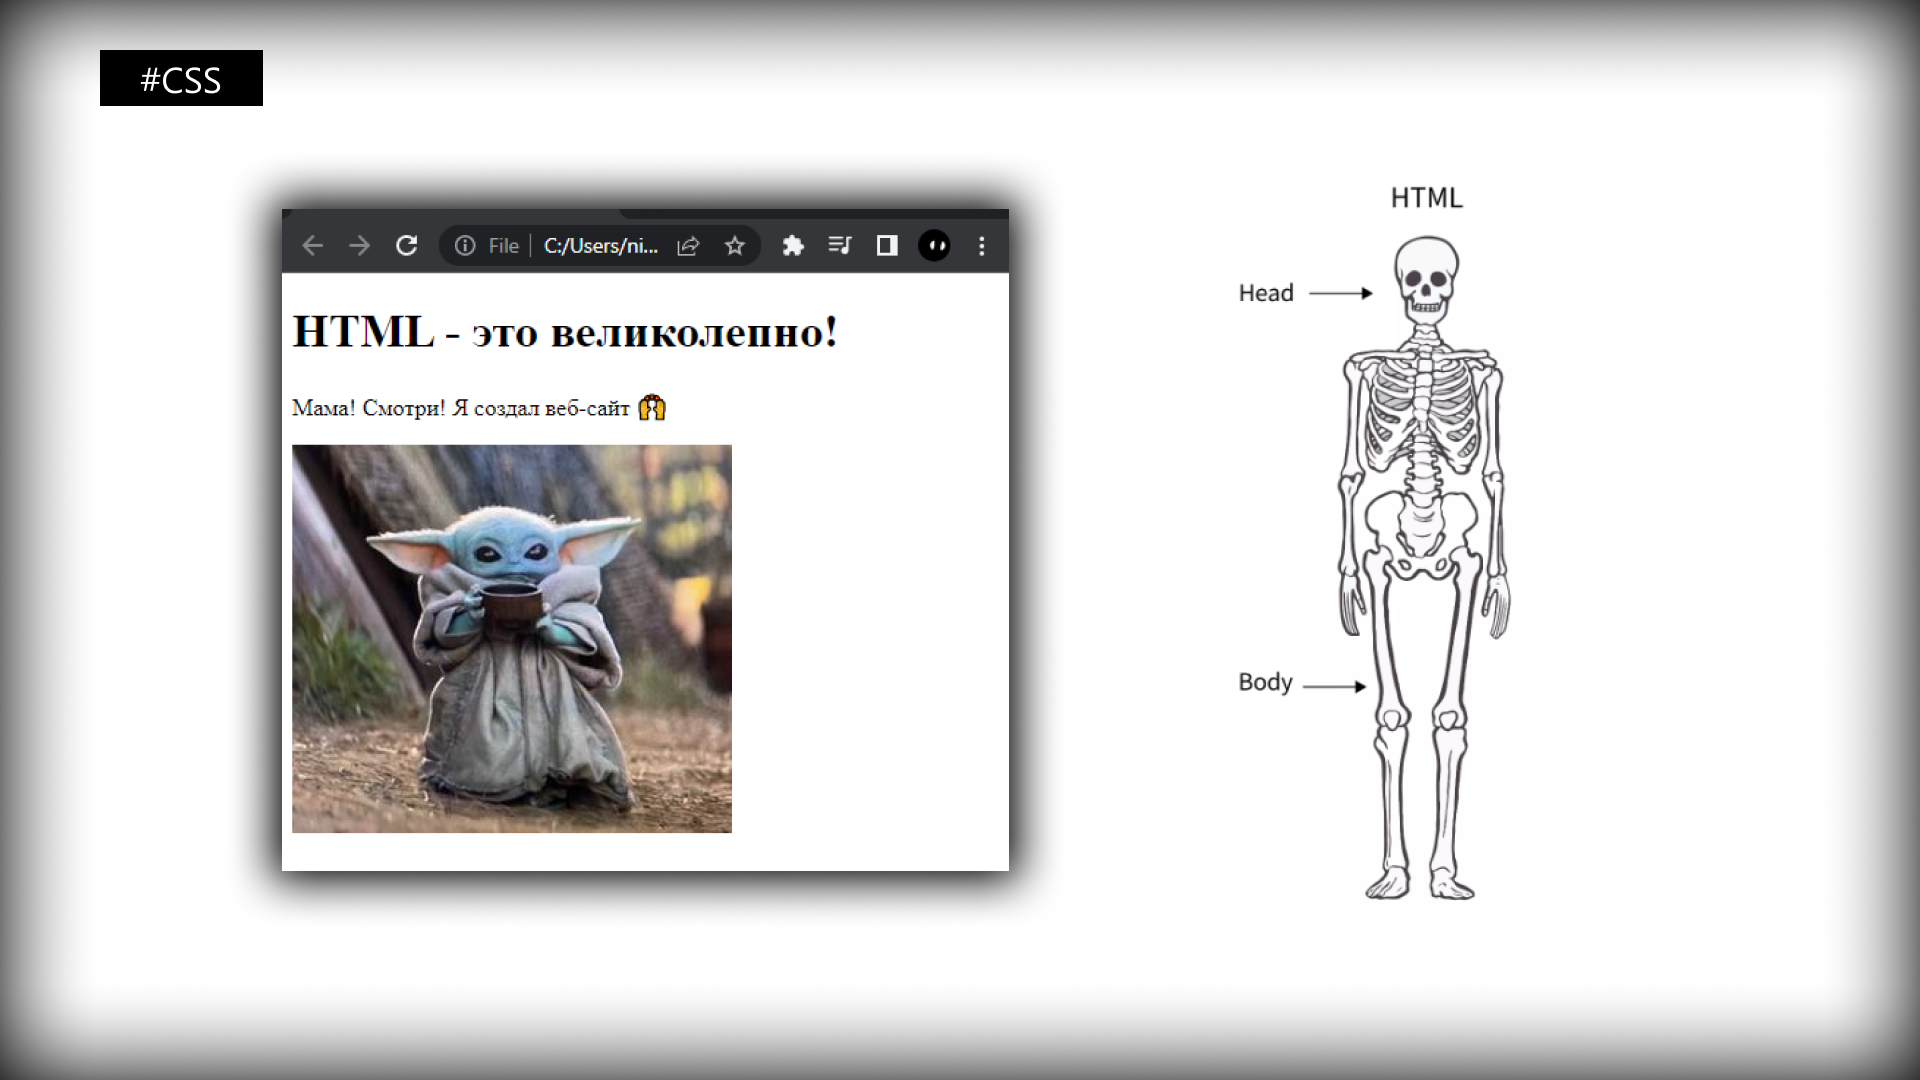 #CSS
File
C:/Users/ni...
HTML - это великолепно!
Мама! Смотри! Я создал веб-сайт 🙌
HTML
Head
Body